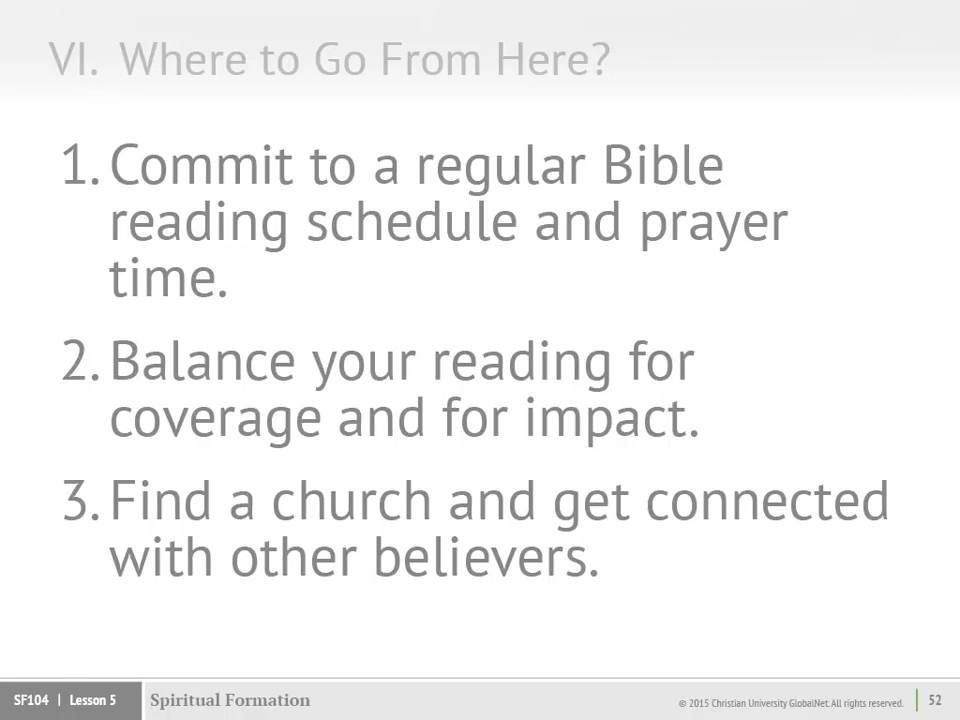 VI. Where to Go From Here?
1. Commit to a regular Bible
reading schedule and prayer
time.
2. Balance your reading for
coverage and for impact.
3. Find a church and get connected
with other believers.
SF104 | Lesson 5 Spiritual Formation © 2015 Christian University GlobalNet. All rights reserved. | 52